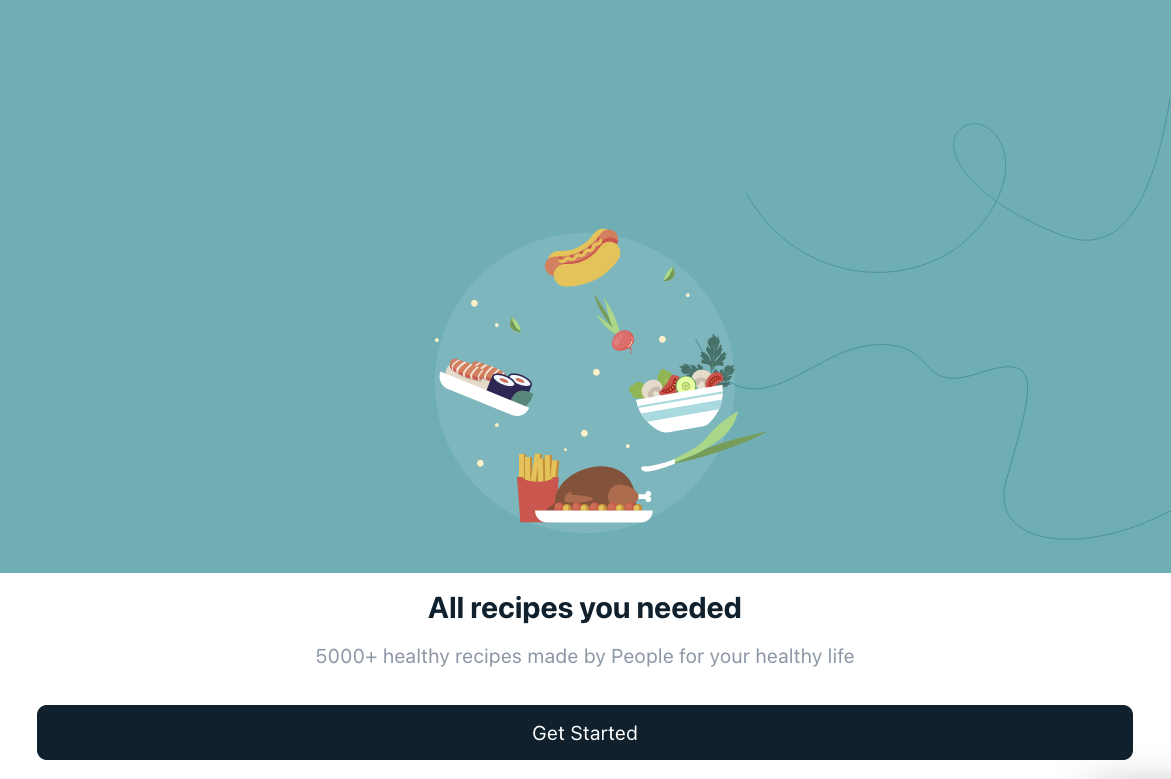 All recipes you needed
5000+ healthy recipes made by People for your healthy life
Get Started